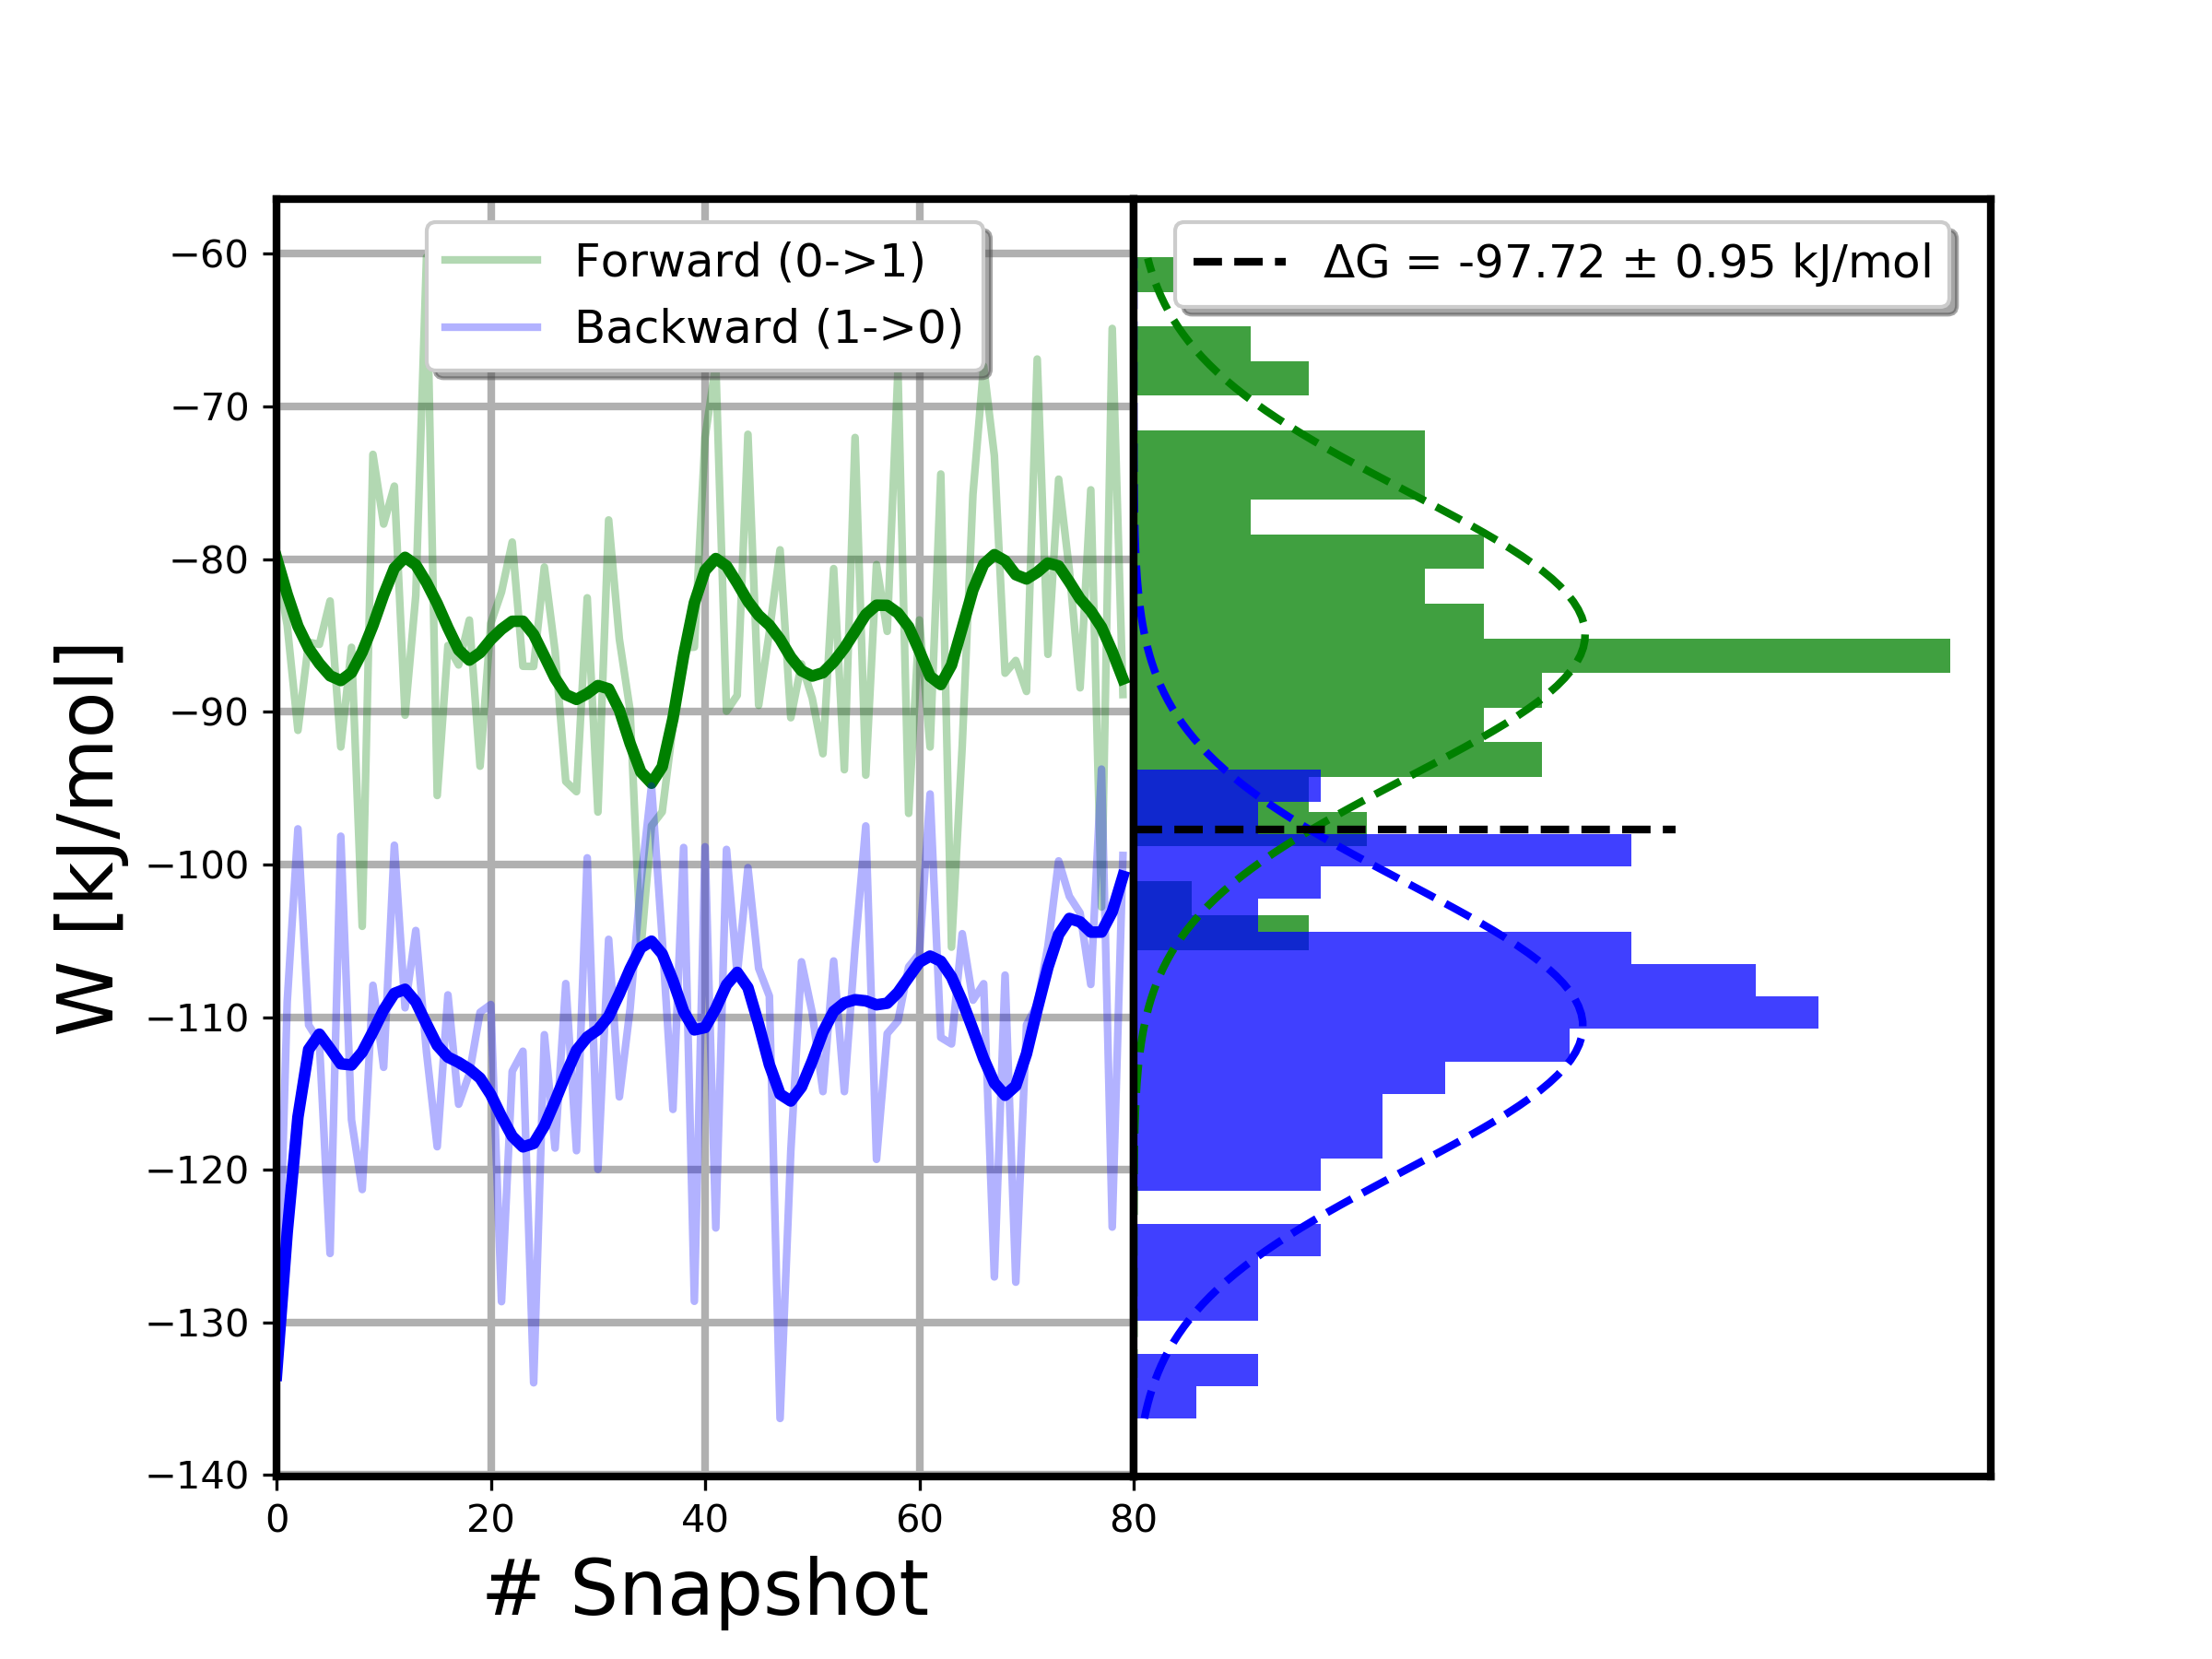 Forward (0->1)
Backward (1->0)
ΔG = -97.72 ± 0.95 kJ/mol
−60
−70
−80
−90
−100
−110
−120
−130
−140
W [kJ/mol]
0 20 40 60 80
# Snapshot